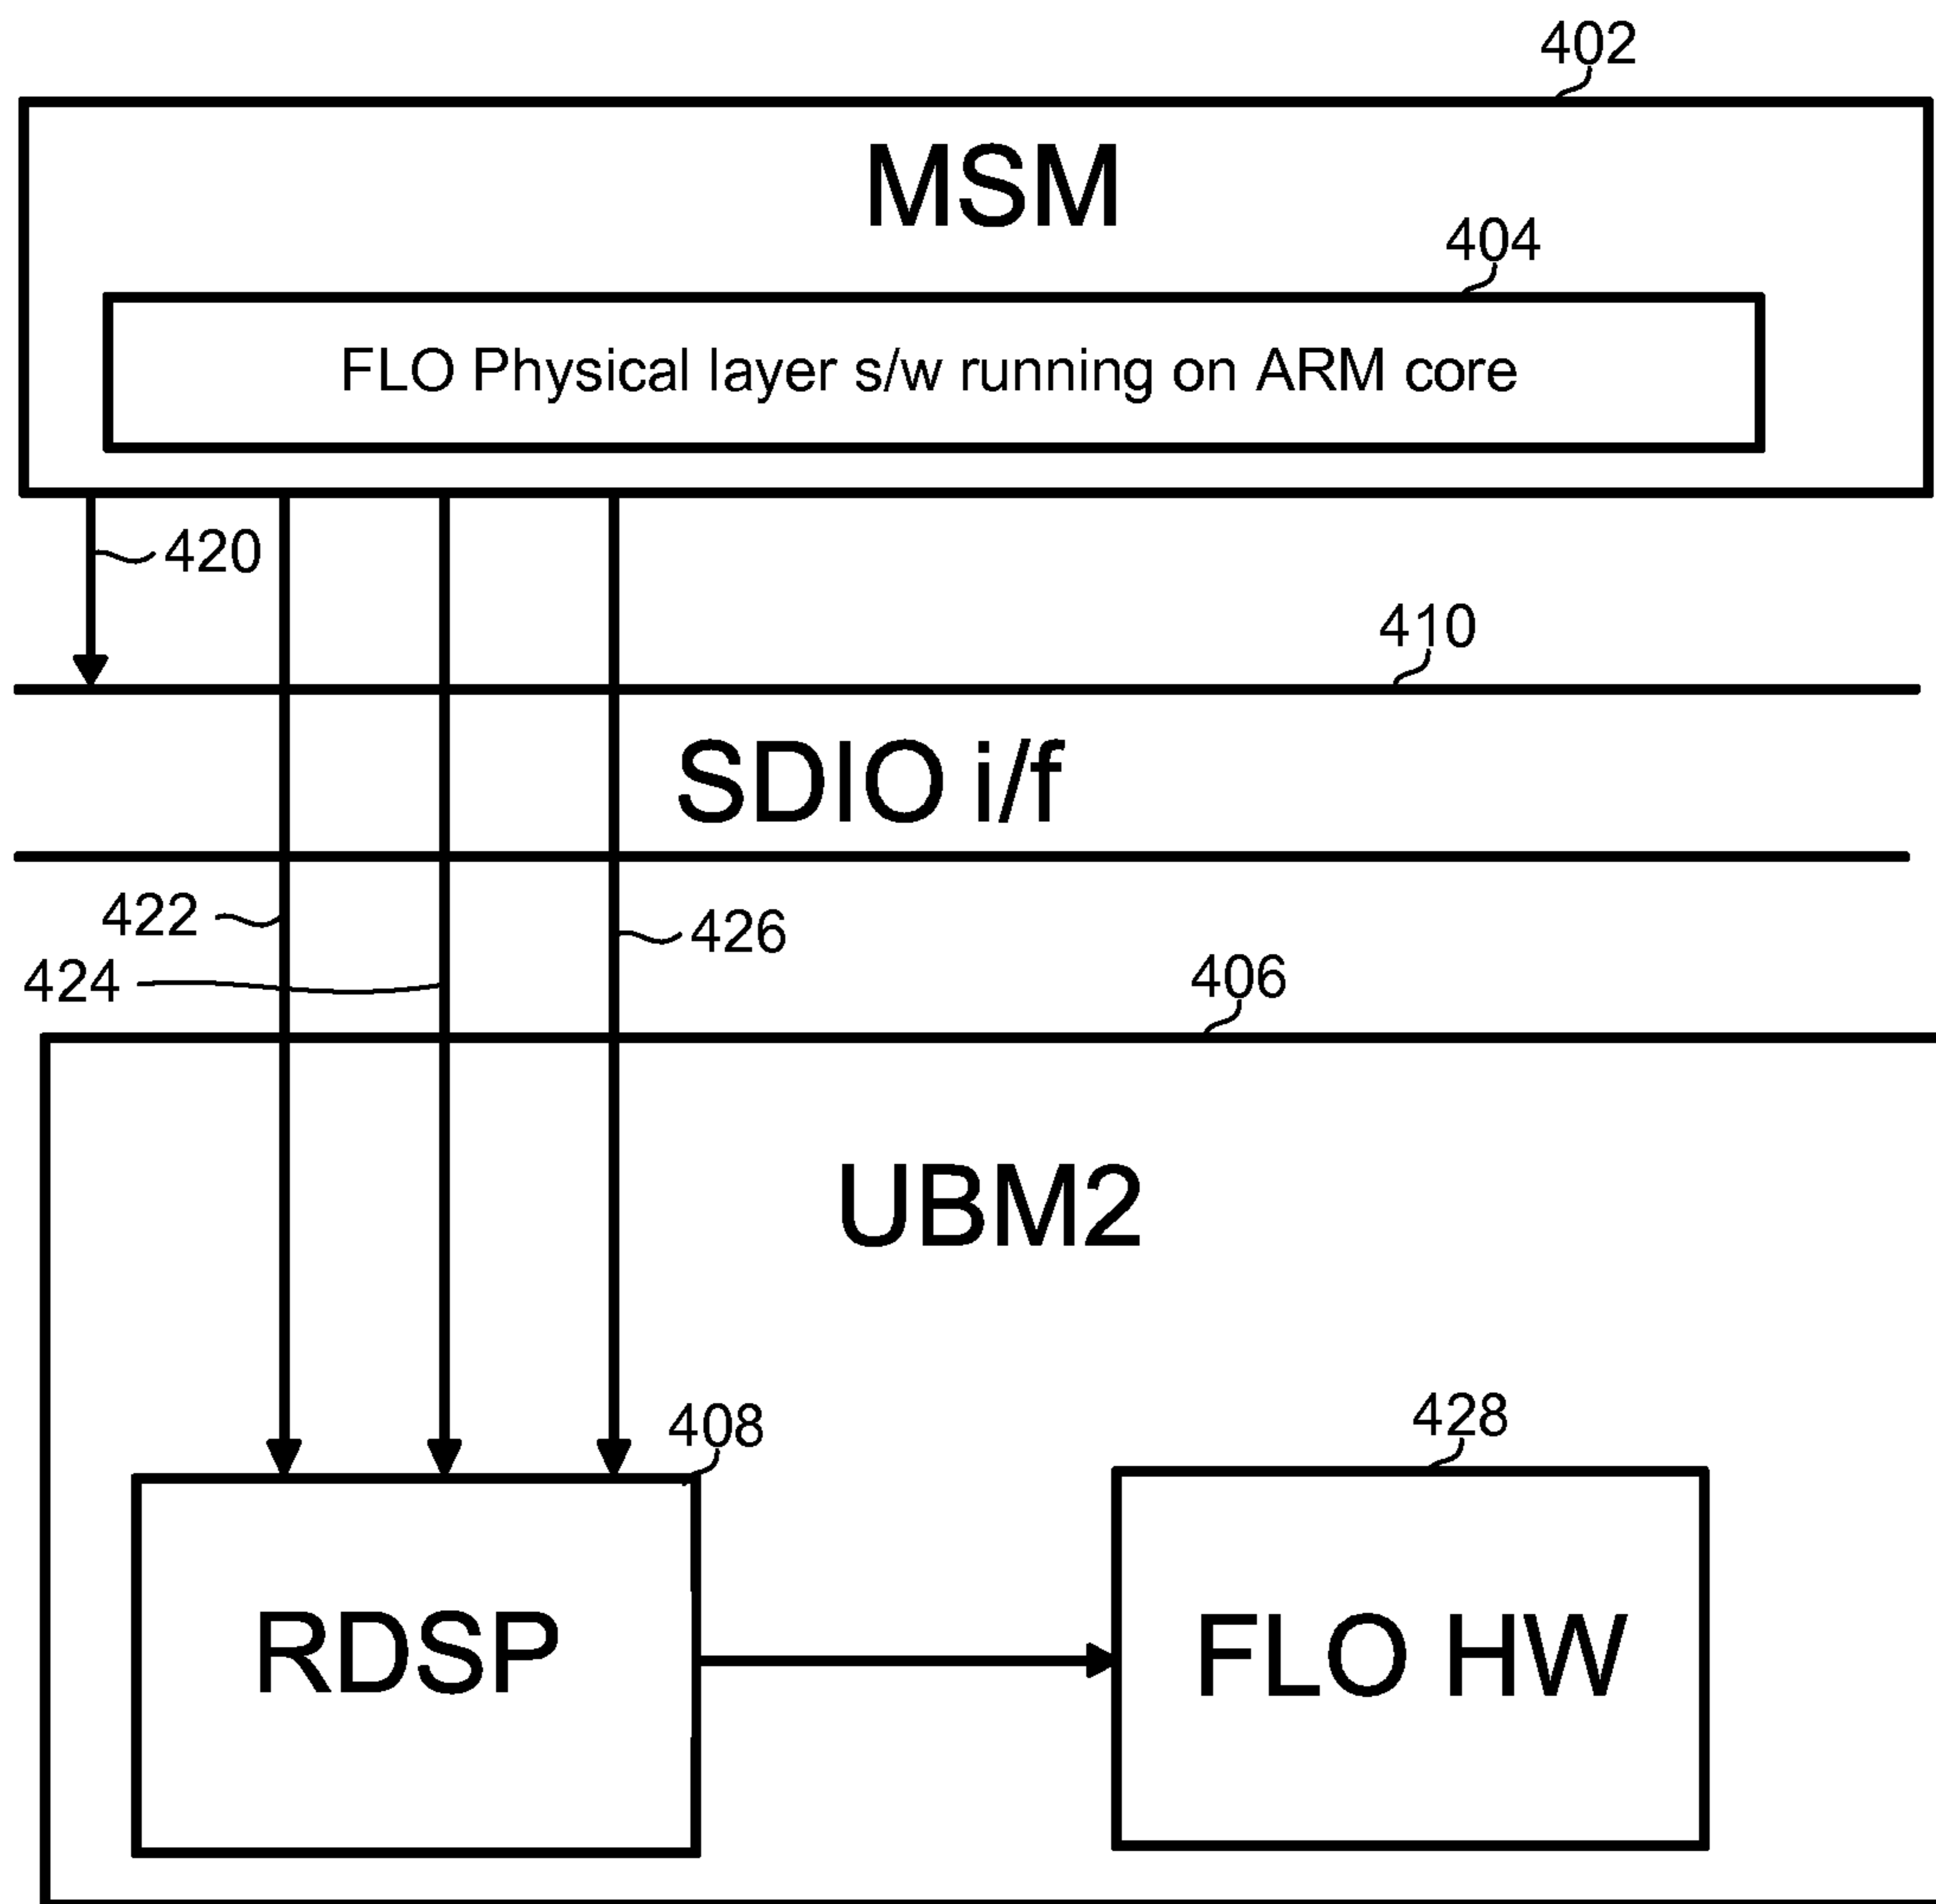 402
MSM
404
FLO Physical layer s/w running on ARM core
420
410
SDIO i/f
422
426
424
406
UBM2
408
428
RDSP
FLO HW